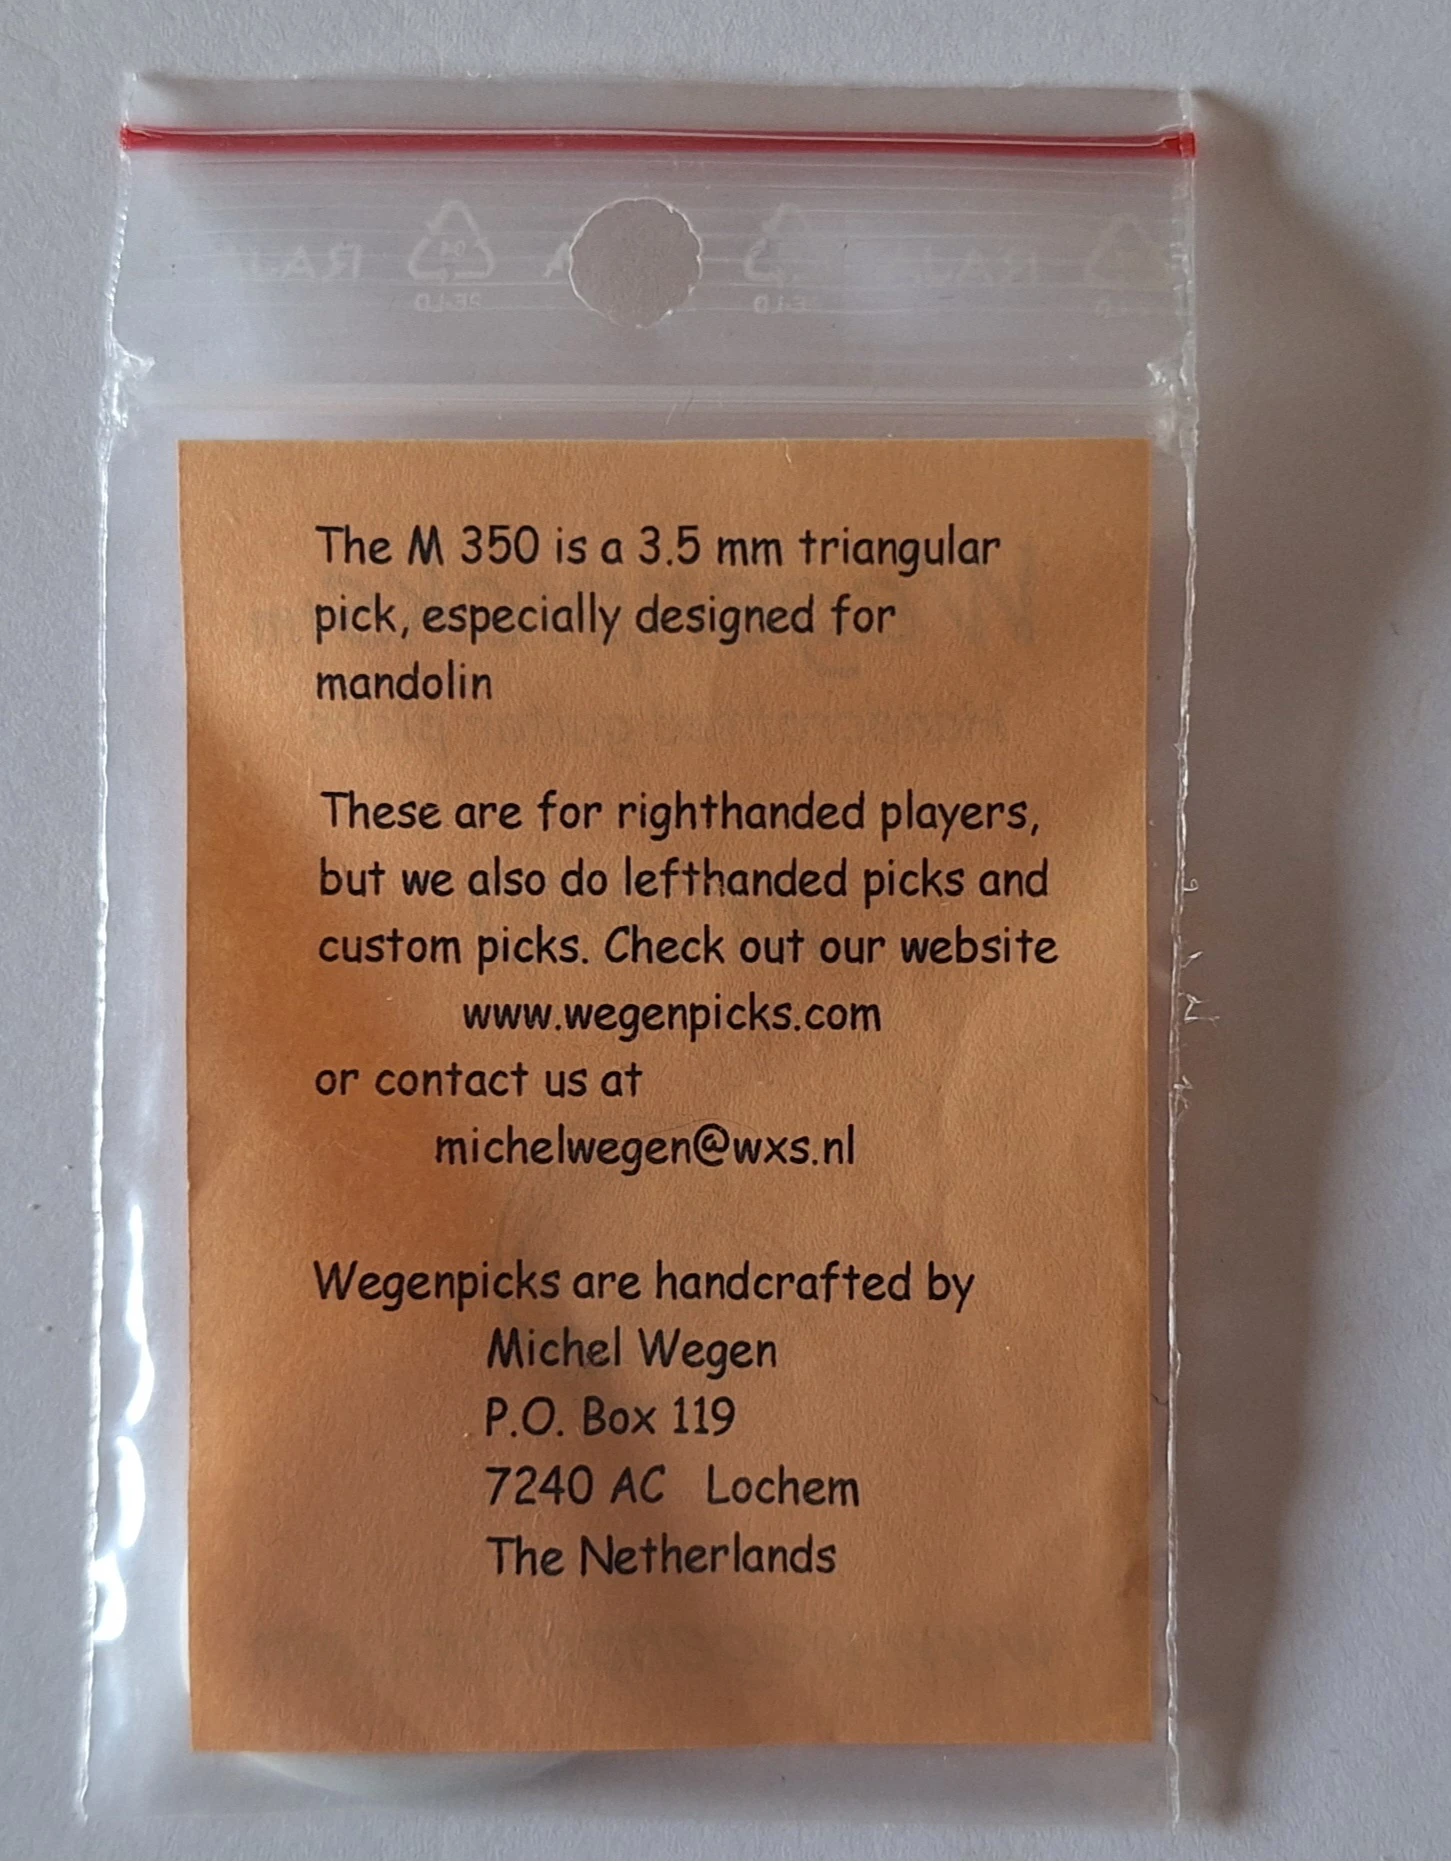 The M 350 is a 3.5 mm triangular
pick, especially designed for
mandolin
These are for righthanded players,
but we also do lefthanded picks and
custom picks. Check out our website
www.wegenpicks.com
or contact us at
michelwegen@wxs.nl
Wegenpicks are handcrafted by
Michel Wegen
P.O. Box 119
7240 AC Lochem
The Netherlands